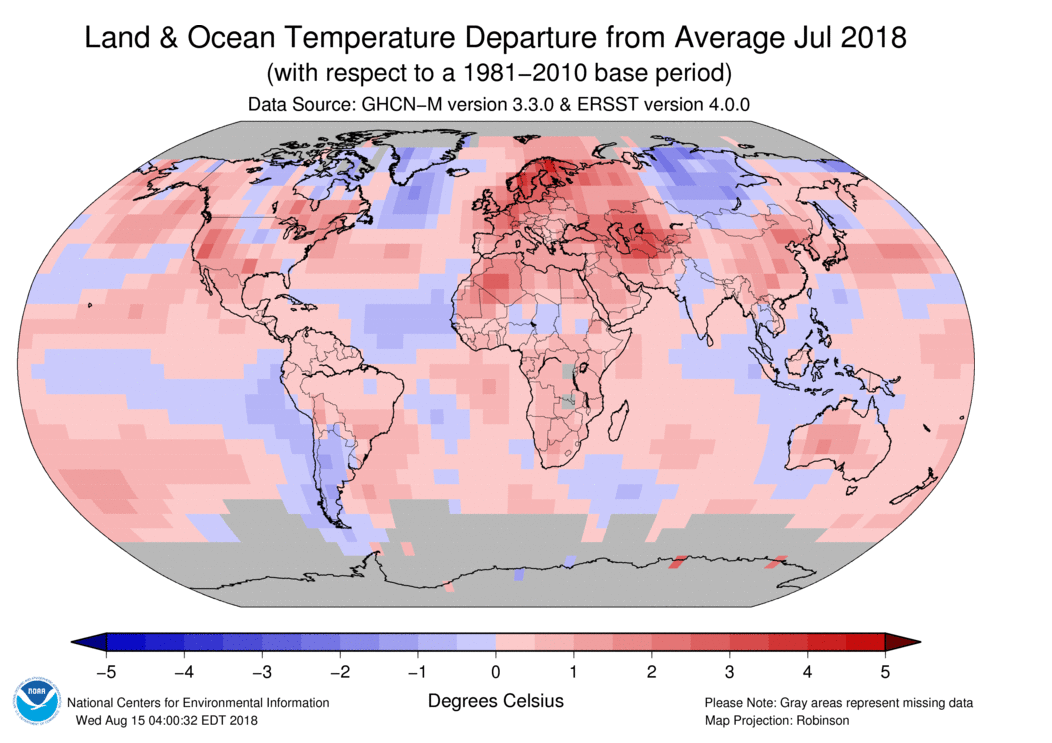 Land & Ocean Temperature Departure from Average Jul 2018
(with respect to a 1981−2010 base period)
Data Source: GHCN−M version 3.3.0 & ERSST version 4.0.0
−5 −4 −3 −2 −1 0 1 2 3 4 5
Degrees Celsius
NOAA
National Centers for Environmental Information
Wed Aug 15 04:00:32 EDT 2018
Please Note: Gray areas represent missing data
Map Projection: Robinson